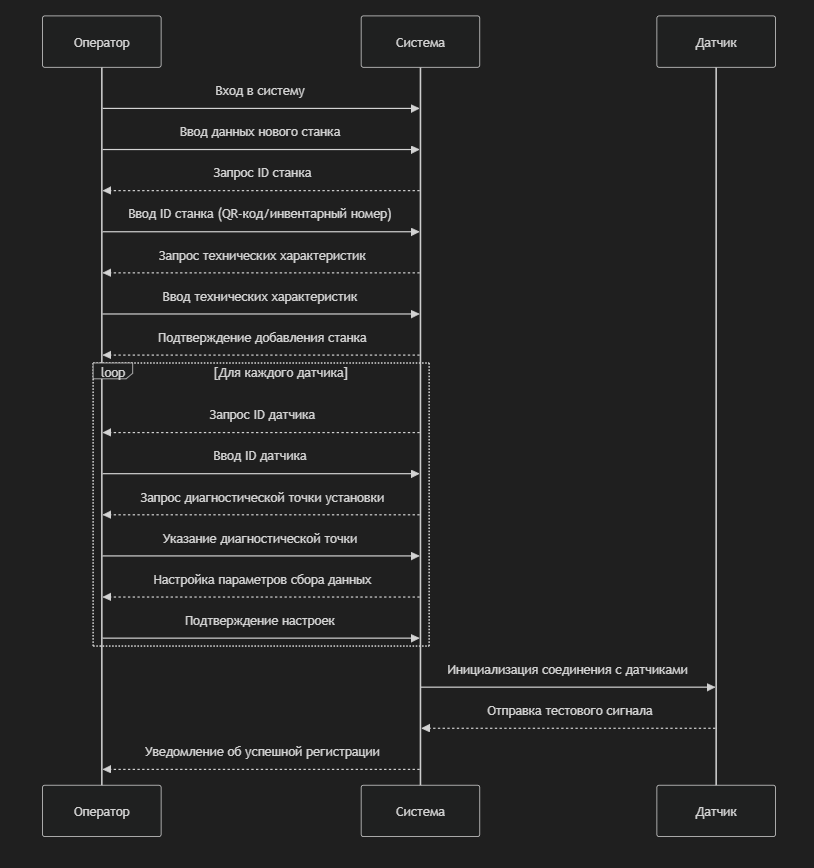 Оператор
Система
Датчик
Вход в систему
Ввод данных нового станка
Запрос ID станка
Ввод ID станка (QR-код/инвентарный номер)
Запрос технических характеристик
Ввод технических характеристик
Подтверждение добавления станка
loop
[Для каждого датчика]
Запрос ID датчика
Ввод ID датчика
Запрос диагностической точки установки
Указание диагностической точки
Настройка параметров сбора данных
Подтверждение настроек
Инициализация соединения с датчиками
Отправка тестового сигнала
Уведомление об успешной регистрации
Оператор
Система
Датчик